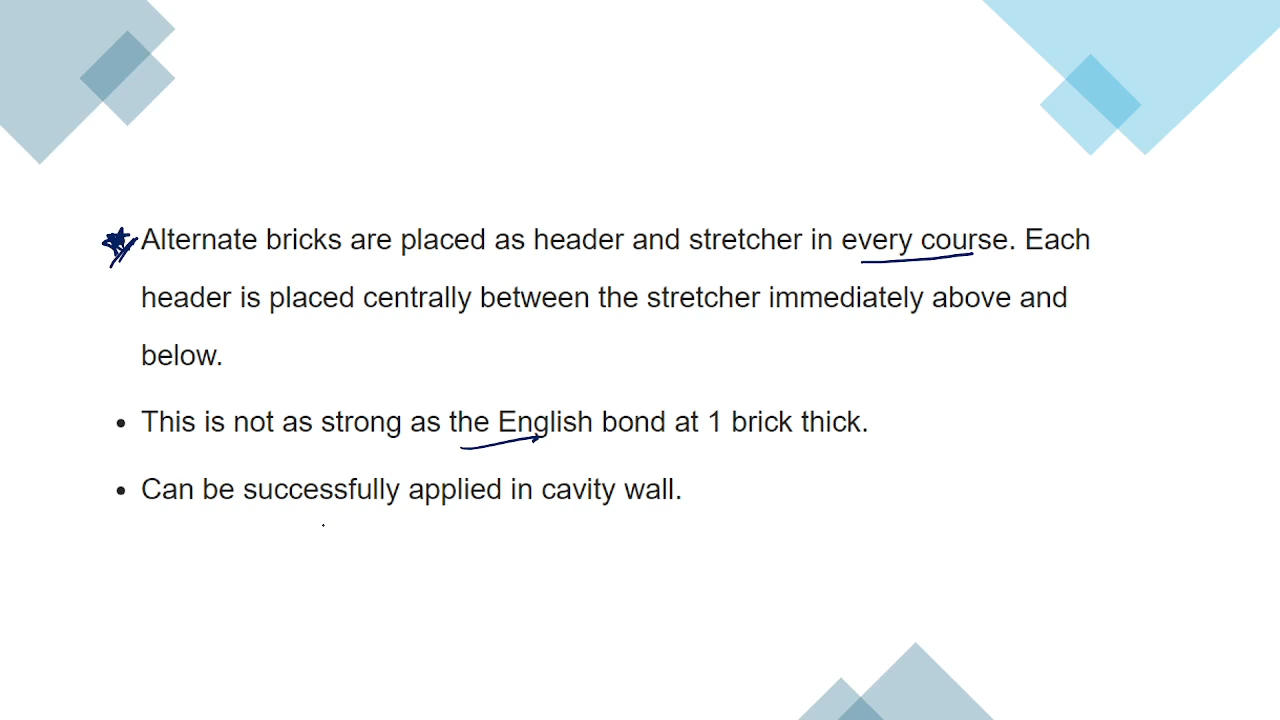 Alternate bricks are placed as header and stretcher in every course. Each
header is placed centrally between the stretcher immediately above and
below.
• This is not as strong as the English bond at 1 brick thick.
• Can be successfully applied in cavity wall.